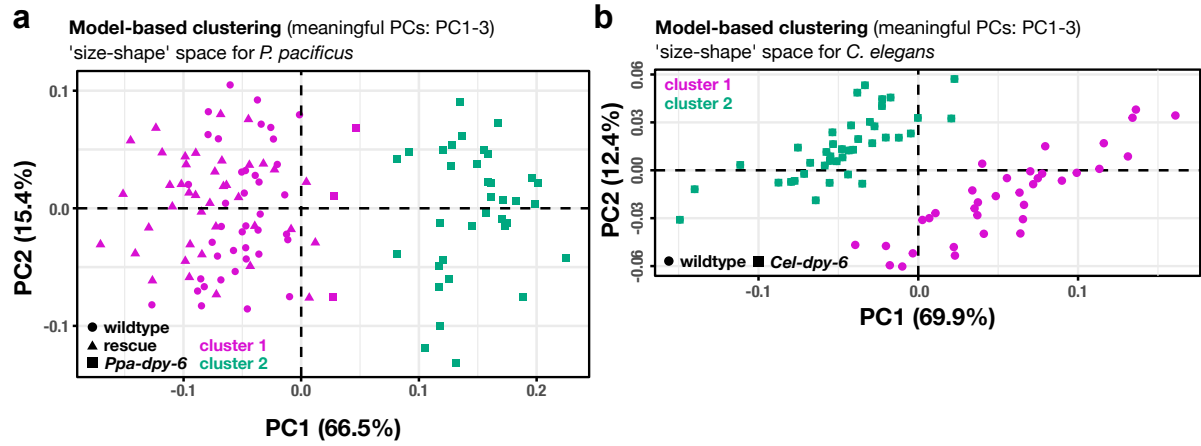 a
Model-based clustering (meaningful PCs: PC1-3)
'size-shape' space for P. pacificus
PC2 (15.4%)
0.1
0.0
-0.1
wildtype
rescue
Ppa-dpy-6
cluster 1
cluster 2
-0.1
0.0
0.1
0.2
PC1 (66.5%)
b
Model-based clustering (meaningful PCs: PC1-3)
'size-shape' space for C. elegans
PC2 (12.4%)
0.06
0.03
0.00
-0.03
-0.06
cluster 1
cluster 2
wildtype Cel-dpy-6
-0.1
0.0
0.1
PC1 (69.9%)